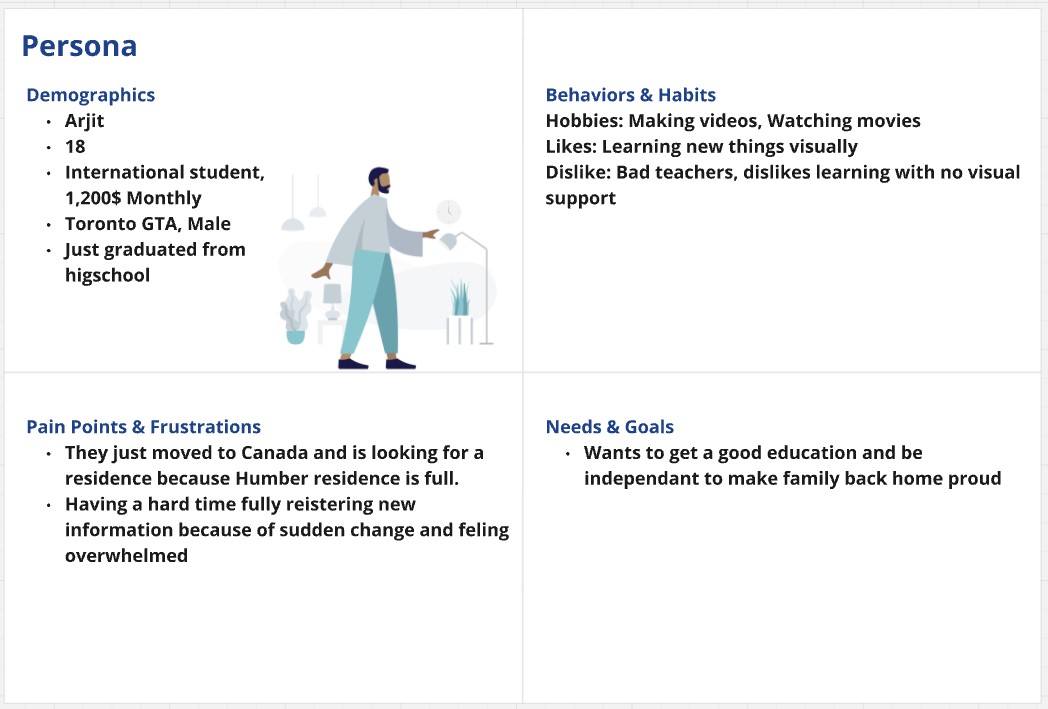 Persona
Demographics
• Arjit
• 18
• International student,
1,200$ Monthly
• Toronto GTA, Male
• Just graduated from
higschool
Behaviors & Habits
Hobbies: Making videos, Watching movies
Likes: Learning new things visually
Dislike: Bad teachers, dislikes learning with no visual
support
Pain Points & Frustrations
• They just moved to Canada and is looking for a
residence because Humber residence is full.
• Having a hard time fully reistering new
information because of sudden change and feling
overwhelmed
Needs & Goals
• Wants to get a good education and be
independant to make family back home proud